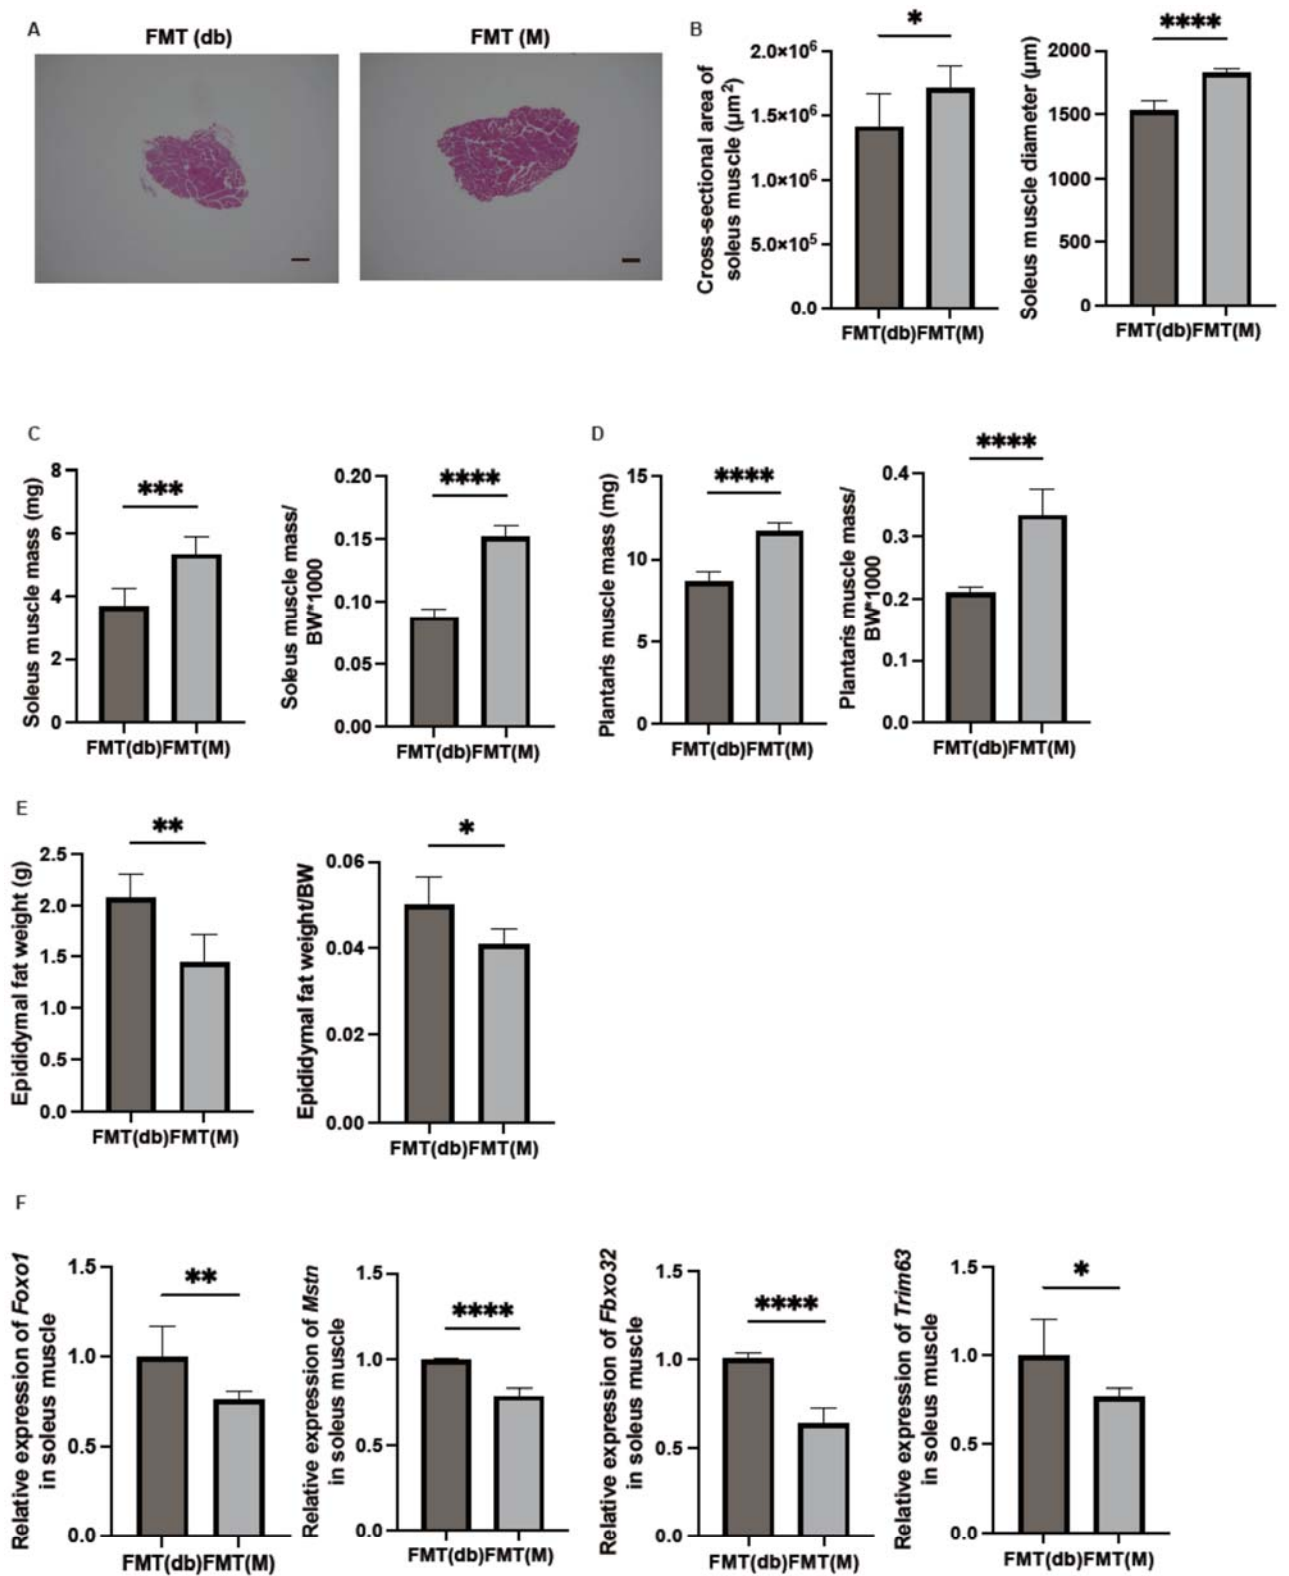 A
FMT (db)
FMT (M)
B
*
Cross-sectional area of
soleus muscle (μm²)
2.0×10⁶
1.5×10⁶
1.0×10⁶
5.0×10⁵
0.0
FMT(db)FMT(M)
****
Soleus muscle diameter (μm)
2000
1500
1000
500
0
FMT(db)FMT(M)
C
***
Soleus muscle mass (mg)
8
6
4
2
0
FMT(db)FMT(M)
****
Soleus muscle mass/
BW*1000
0.20
0.15
0.10
0.05
0.00
FMT(db)FMT(M)
D
****
Plantaris muscle mass (mg)
15
10
5
0
FMT(db)FMT(M)
****
Plantaris muscle mass/
BW*1000
0.4
0.3
0.2
0.1
0.0
FMT(db)FMT(M)
E
**
Epididymal fat weight (g)
2.5
2.0
1.5
1.0
0.5
0.0
FMT(db)FMT(M)
*
Epididymal fat weight/BW
0.06
0.04
0.02
0.00
FMT(db)FMT(M)
F
**
Relative expression of Foxo1
in soleus muscle
1.5
1.0
0.5
0.0
FMT(db)FMT(M)
****
Relative expression of Mstn
in soleus muscle
1.5
1.0
0.5
0.0
FMT(db)FMT(M)
****
Relative expression of Fbxo32
in soleus muscle
1.5
1.0
0.5
0.0
FMT(db)FMT(M)
*
Relative expression of Trim63
in soleus muscle
1.5
1.0
0.5
0.0
FMT(db)FMT(M)